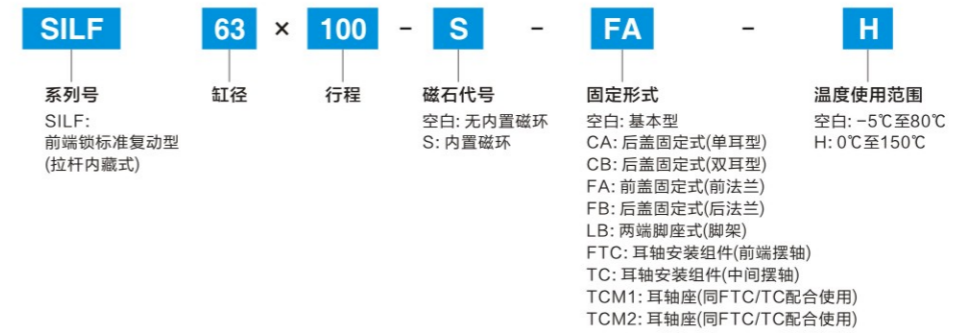 SILF 63 × 100 - S - FA - H
系列号
SILF:
前端锁标准复动型
(拉杆内藏式)
缸径
行程
磁石代号
空白: 无内置磁环
S: 内置磁环
固定形式
空白: 基本型
CA: 后盖固定式(单耳型)
CB: 后盖固定式(双耳型)
FA: 前盖固定式(前法兰)
FB: 后盖固定式(后法兰)
LB: 两端脚座式(脚架)
FTC: 耳轴安装组件(前端摆轴)
TC: 耳轴安装组件(中间摆轴)
TCM1: 耳轴座(同FTC/TC配合使用)
TCM2: 耳轴座(同FTC/TC配合使用)
温度使用范围
空白: -5℃至80℃
H: 0℃至150℃